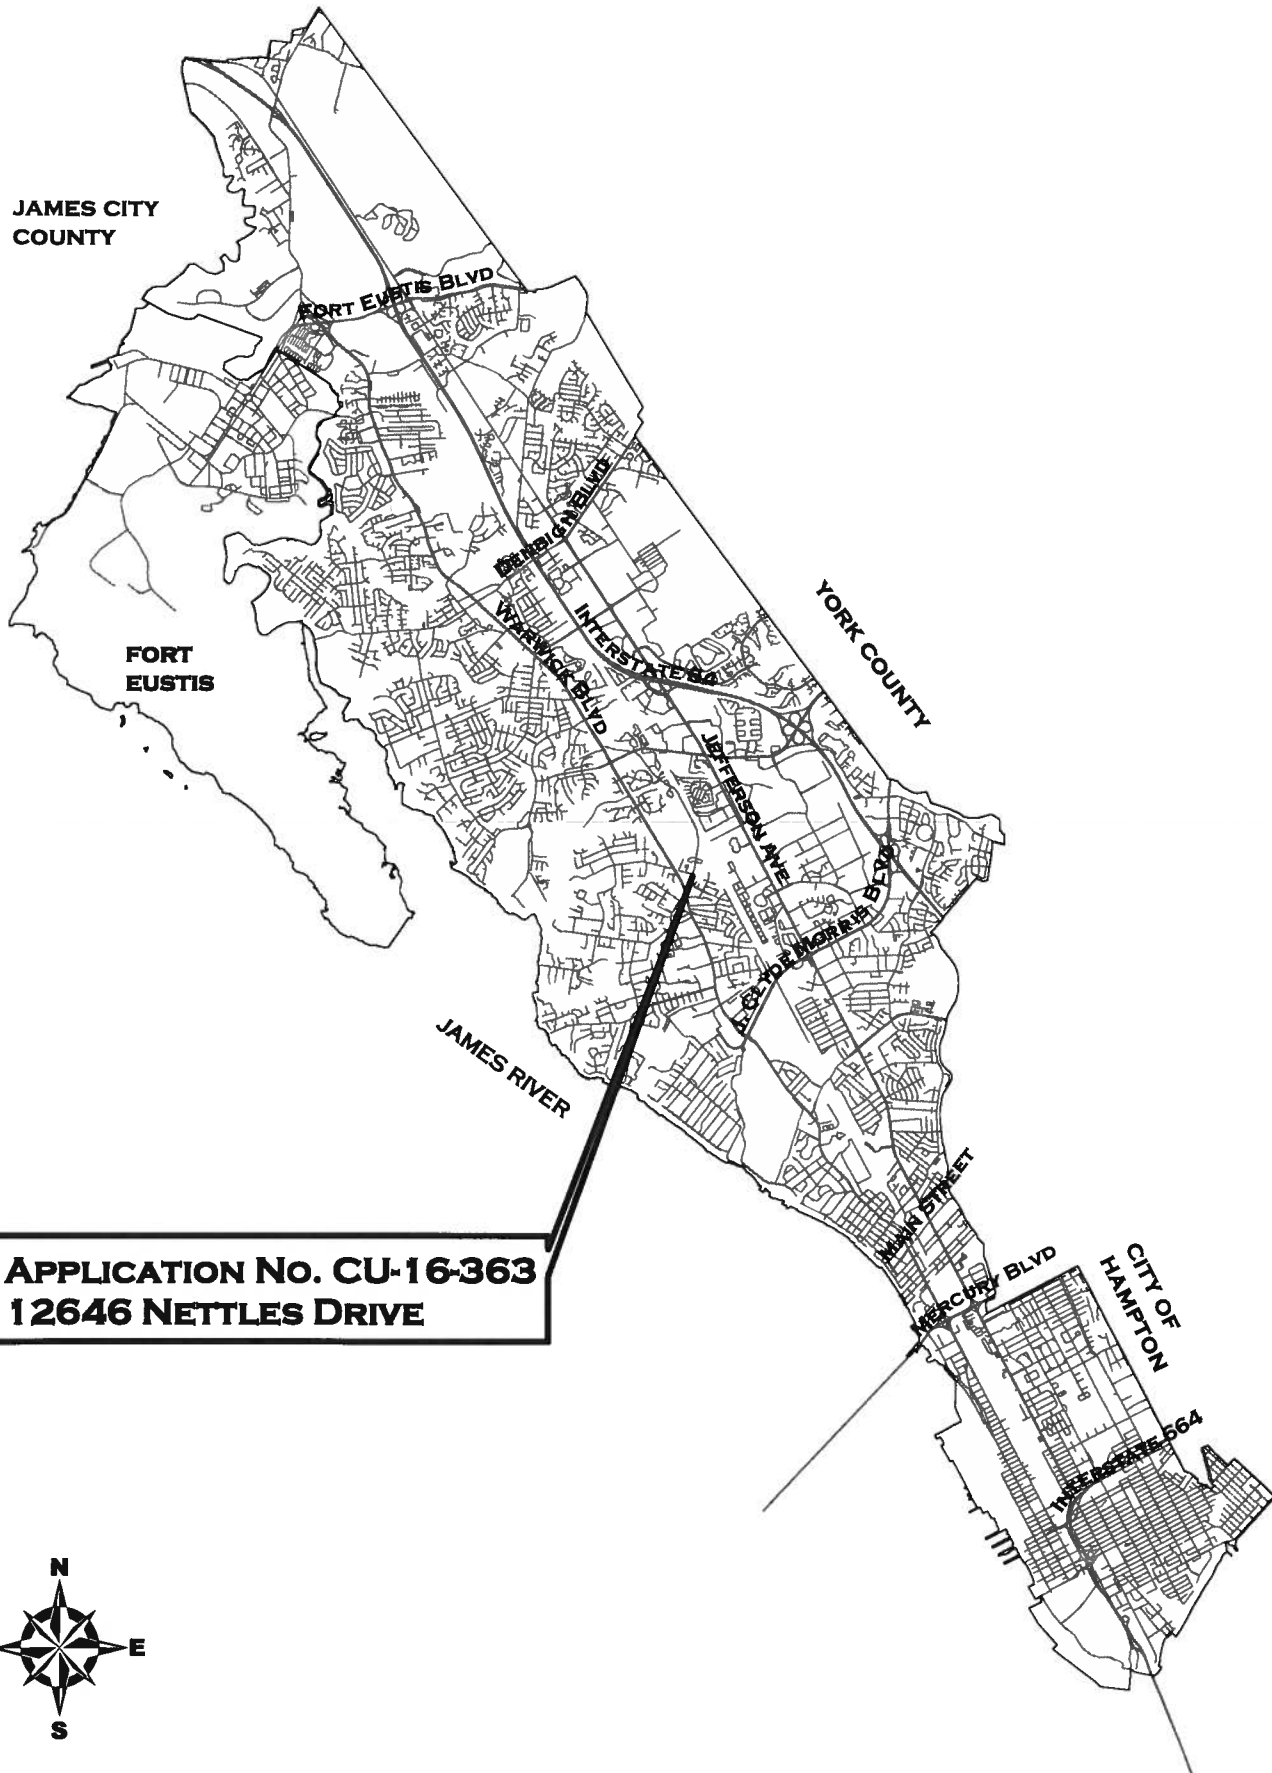 JAMES CITY
COUNTY
FORT EUSTIS BLVD
DENBIGH BLVD
YORK COUNTY
WARWICK BLVD
INTERSTATE 64
FORT
EUSTIS
JEFFERSON AVE
J. CLYDE MORRIS BLVD
JAMES RIVER
MAIN STREET
APPLICATION NO. CU-16-363
12646 NETTLES DRIVE
MERCURY BLVD
CITY OF
HAMPTON
INTERSTATE 664
N
E
S